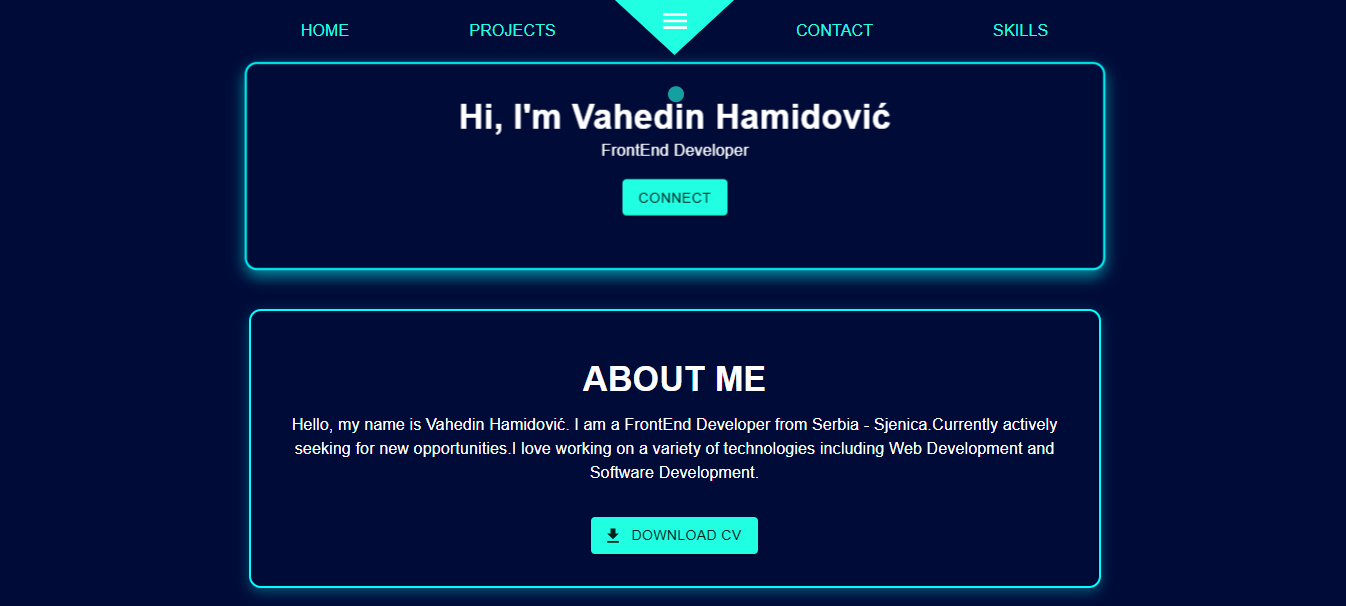 HOME PROJECTS CONTACT SKILLS
Hi, I'm Vahedin Hamidović
FrontEnd Developer
CONNECT
ABOUT ME
Hello, my name is Vahedin Hamidović. I am a FrontEnd Developer from Serbia - Sjenica.Currently actively
seeking for new opportunities.I love working on a variety of technologies including Web Development and
Software Development.
DOWNLOAD CV